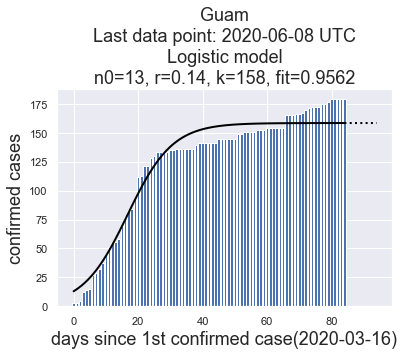 Guam
Last data point: 2020-06-08 UTC
Logistic model
n0=13, r=0.14, k=158, fit=0.9562
175
150
125
100
75
50
25
0
confirmed cases
0 20 40 60 80
days since 1st confirmed case(2020-03-16)